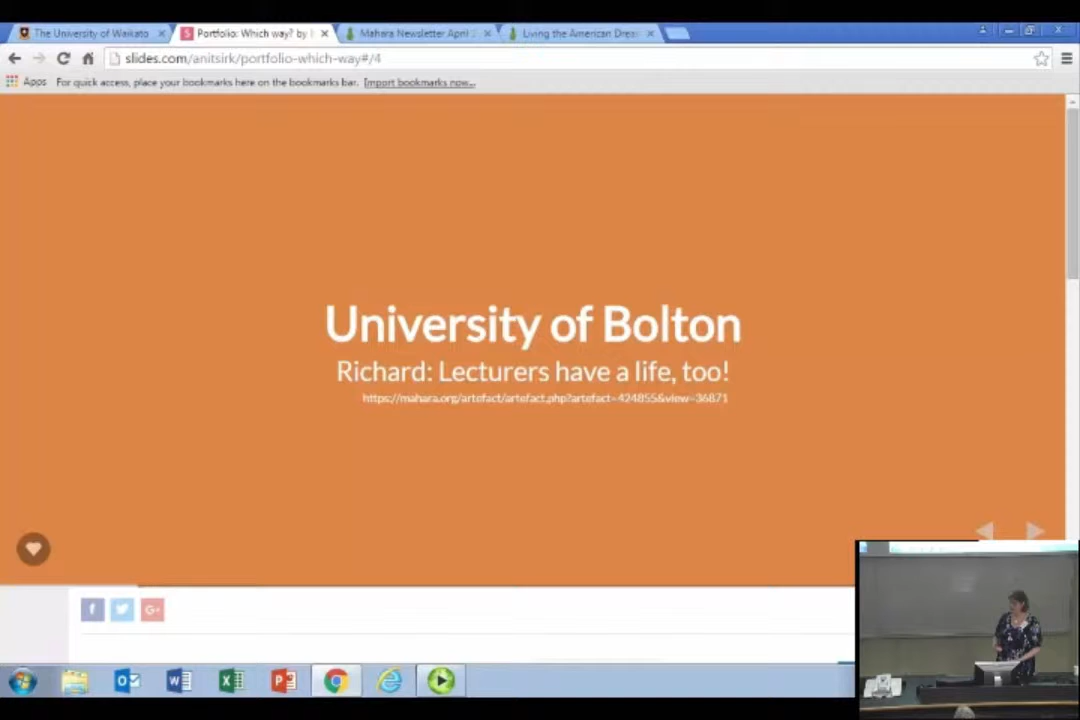 The University of Waikato
Portfolio: Which way? by
Mahara Newsletter April
Living the American Drea
slides.com/anitsirk/portfolio-which-way#/4
Apps
For quick access, place your bookmarks here on the bookmarks bar. Import bookmarks now...
University of Bolton
Richard: Lecturers have a life, too!
https://mahara.org/artefact/artefact.php?artefact=424855&view=36871